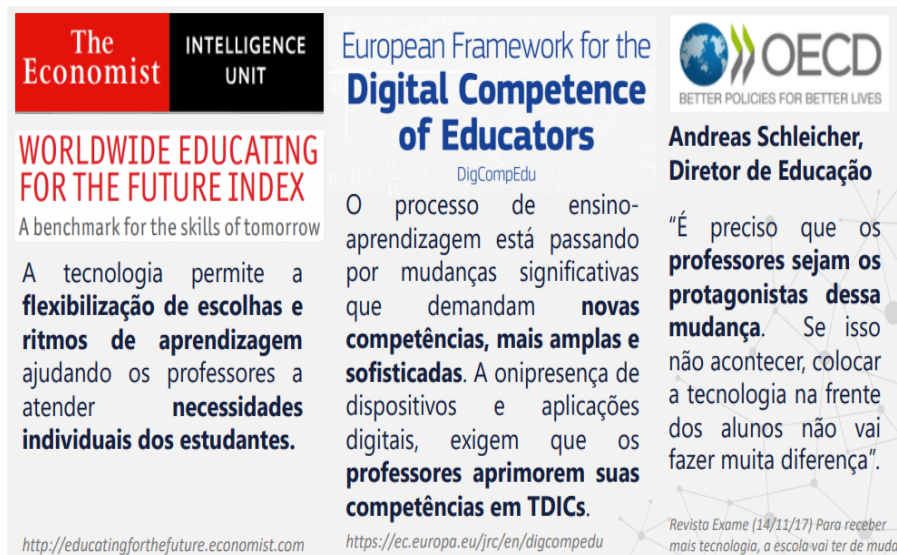 The
Economist
INTELLIGENCE
UNIT
WORLDWIDE EDUCATING
FOR THE FUTURE INDEX
A benchmark for the skills of tomorrow
A tecnologia permite a
flexibilização de escolhas e
ritmos de aprendizagem
ajudando os professores a
atender necessidades
individuais dos estudantes.
http://educatingforthefuture.economist.com
European Framework for the
Digital Competence
of Educators
DigCompEdu
O processo de ensino-
aprendizagem está passando
por mudanças significativas
que demandam novas
competências, mais amplas e
sofisticadas. A onipresença de
dispositivos e aplicações
digitais, exigem que os
professores aprimorem suas
competências em TDICs.
https://ec.europa.eu/jrc/en/digcompedu
OECD
BETTER POLICIES FOR BETTER LIVES
Andreas Schleicher,
Diretor de Educação
“É preciso que os
professores sejam os
protagonistas dessa
mudança. Se isso
não acontecer, colocar
a tecnologia na frente
dos alunos não vai
fazer muita diferença”.
Revista Exame (14/11/17) Para receber
mais tecnologia, a escola vai ter de muda